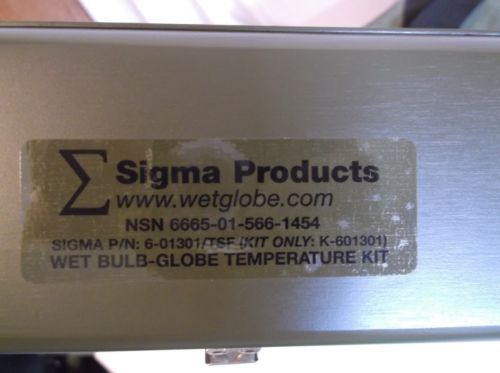 Σ Sigma Products
www.wetglobe.com
NSN 6665-01-566-1454
SIGMA P/N: 6-01301/TSF (KIT ONLY: K-601301)
WET BULB-GLOBE TEMPERATURE KIT